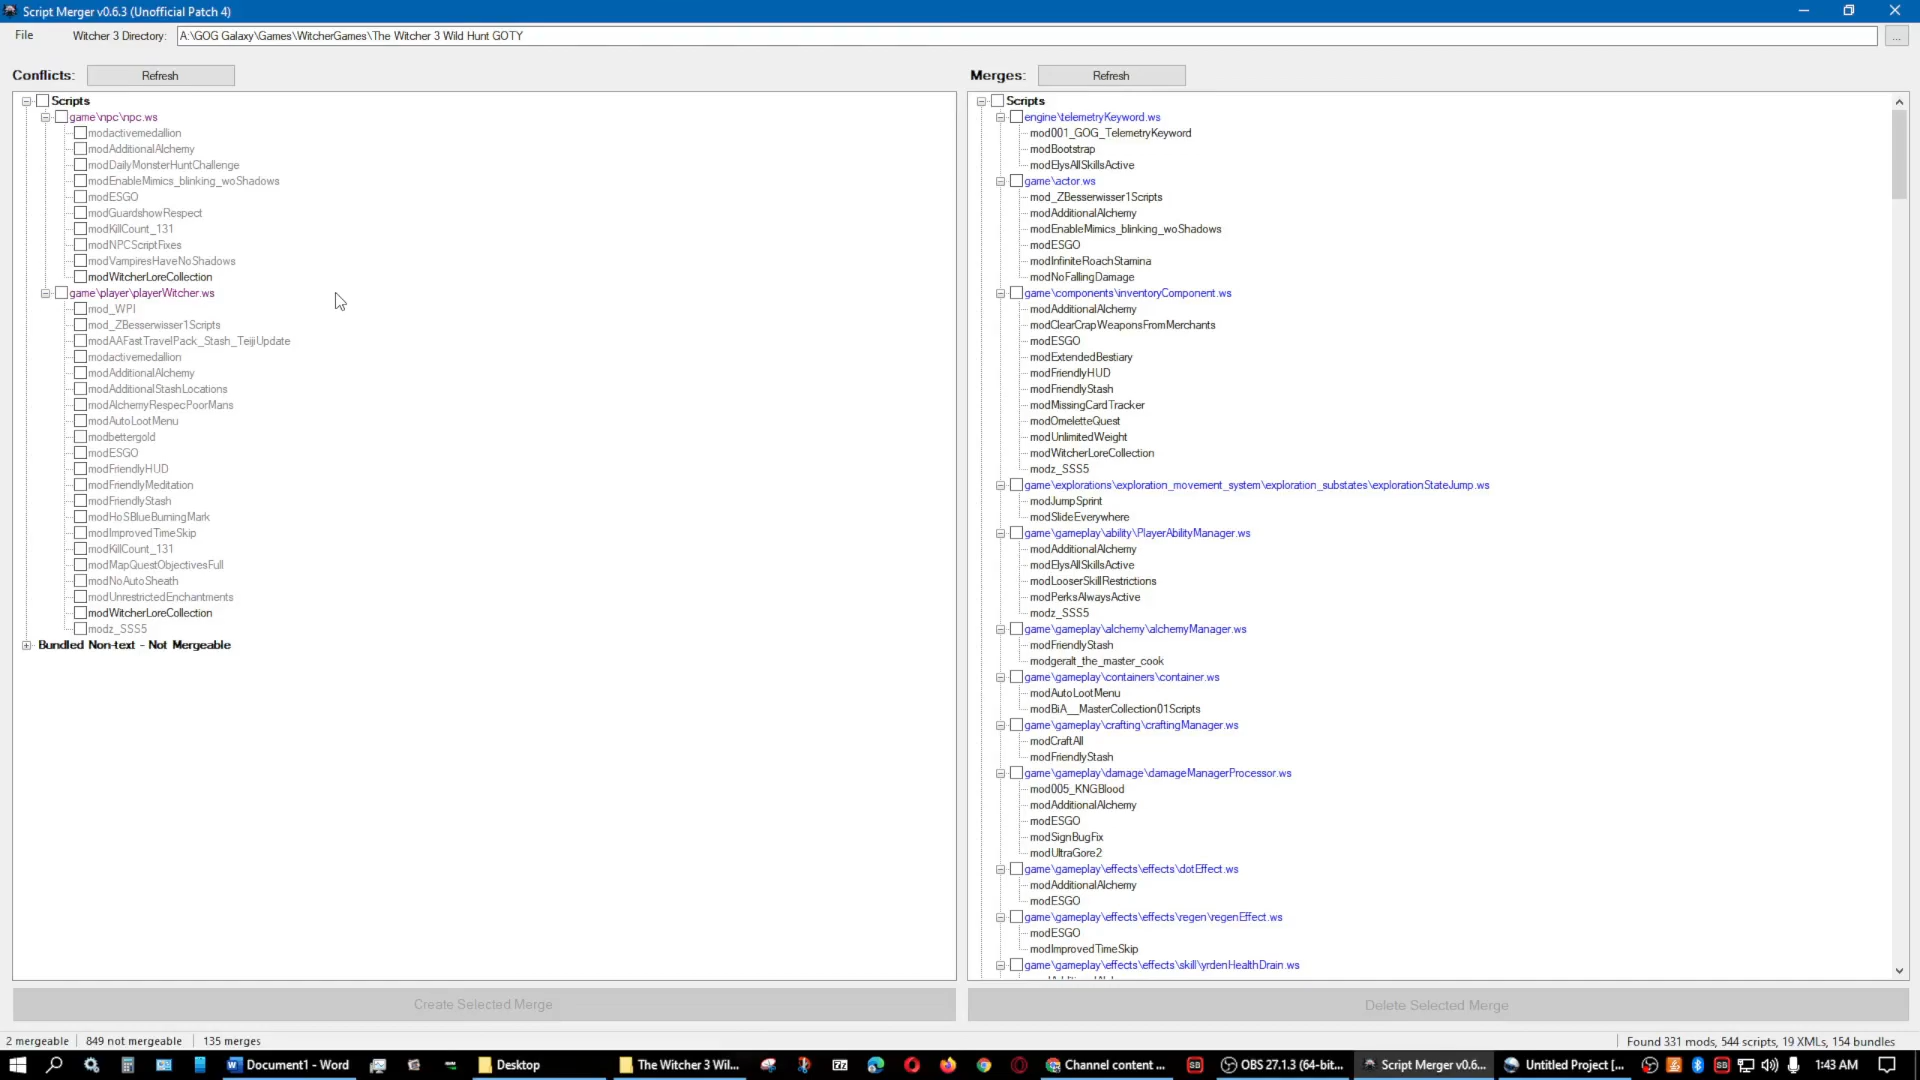 Script Merger v0.6.3 (Unofficial Patch 4)
File
Witcher 3 Directory:
A:\GOG Galaxy\Games\WitcherGames\The Witcher 3 Wild Hunt GOTY
...
Conflicts:
Refresh
Scripts
game\npc\npc.ws
modactivemedallion
modAdditionalAlchemy
modDailyMonsterHuntChallenge
modEnableMimics_blinking_woShadows
modESGO
modGuardshowRespect
modKillCount_131
modNPCScriptFixes
modVampiresHaveNoShadows
modWitcherLoreCollection
game\player\playerWitcher.ws
mod_WPI
mod_ZBesserwisser1Scripts
modAAFastTravelPack_Stash_TeijiUpdate
modactivemedallion
modAdditionalAlchemy
modAdditionalStashLocations
modAlchemyRespecPoorMans
modAutoLootMenu
modbettergold
modESGO
modFriendlyHUD
modFriendlyMeditation
modFriendlyStash
modHoSBlueBurningMark
modImprovedTimeSkip
modKillCount_131
modMapQuestObjectivesFull
modNoAutoSheath
modUnrestrictedEnchantments
modWitcherLoreCollection
modz_SSS5
Bundled Non-text - Not Mergeable
Create Selected Merge
Merges:
Refresh
Scripts
engine\telemetryKeyword.ws
mod001_GOG_TelemetryKeyword
modBootstrap
modElysAllSkillsActive
game\actor.ws
mod_ZBesserwisser1Scripts
modAdditionalAlchemy
modEnableMimics_blinking_woShadows
modESGO
modInfiniteRoachStamina
modNoFallingDamage
game\components\inventoryComponent.ws
modAdditionalAlchemy
modClearCrapWeaponsFromMerchants
modESGO
modExtendedBestiary
modFriendlyHUD
modFriendlyStash
modMissingCardTracker
modOmeletteQuest
modUnlimitedWeight
modWitcherLoreCollection
modz_SSS5
game\explorations\exploration_movement_system\exploration_substates\explorationStateJump.ws
modJumpSprint
modSlideEverywhere
game\gameplay\ability\PlayerAbilityManager.ws
modAdditionalAlchemy
modElysAllSkillsActive
modLooserSkillRestrictions
modPerksAlwaysActive
modz_SSS5
game\gameplay\alchemy\alchemyManager.ws
modFriendlyStash
modgeralt_the_master_cook
game\gameplay\containers\container.ws
modAutoLootMenu
modBiA__MasterCollection01Scripts
game\gameplay\crafting\craftingManager.ws
modCraftAll
modFriendlyStash
game\gameplay\damage\damageManagerProcessor.ws
mod005_KNGBlood
modAdditionalAlchemy
modESGO
modSignBugFix
modUltraGore2
game\gameplay\effects\effects\dotEffect.ws
modAdditionalAlchemy
modESGO
game\gameplay\effects\effects\regen\regenEffect.ws
modESGO
modImprovedTimeSkip
game\gameplay\effects\effects\skill\yrdenHealthDrain.ws
Delete Selected Merge
2 mergeable
849 not mergeable
135 merges
Found 331 mods, 544 scripts, 19 XMLs, 154 bundles
Document1 - Word
Desktop
The Witcher 3 Wil...
7z
Channel content ...
OBS 27.1.3 (64-bit...
Script Merger v0.6...
Untitled Project [...
1:43 AM